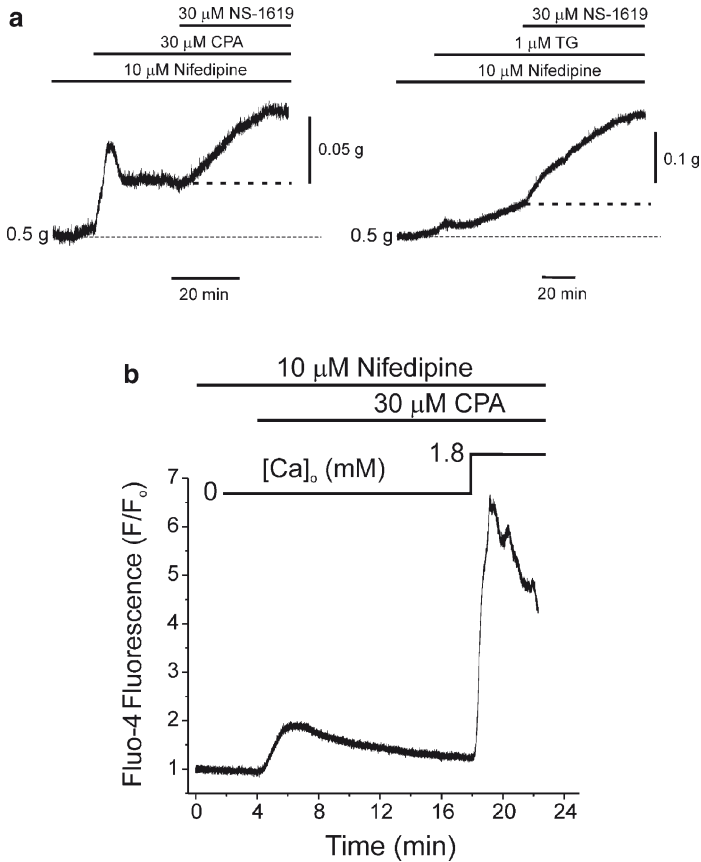 a
30 μM NS-1619
30 μM CPA
10 μM Nifedipine
0.05 g
0.5 g
20 min
30 μM NS-1619
1 μM TG
10 μM Nifedipine
0.1 g
0.5 g
20 min
b
10 μM Nifedipine
30 μM CPA
1.8
[Ca]ₒ (mM)
0
Fluo-4 Fluorescence (F/Fₒ)
7
6
5
4
3
2
1
0 4 8 12 16 20 24
Time (min)